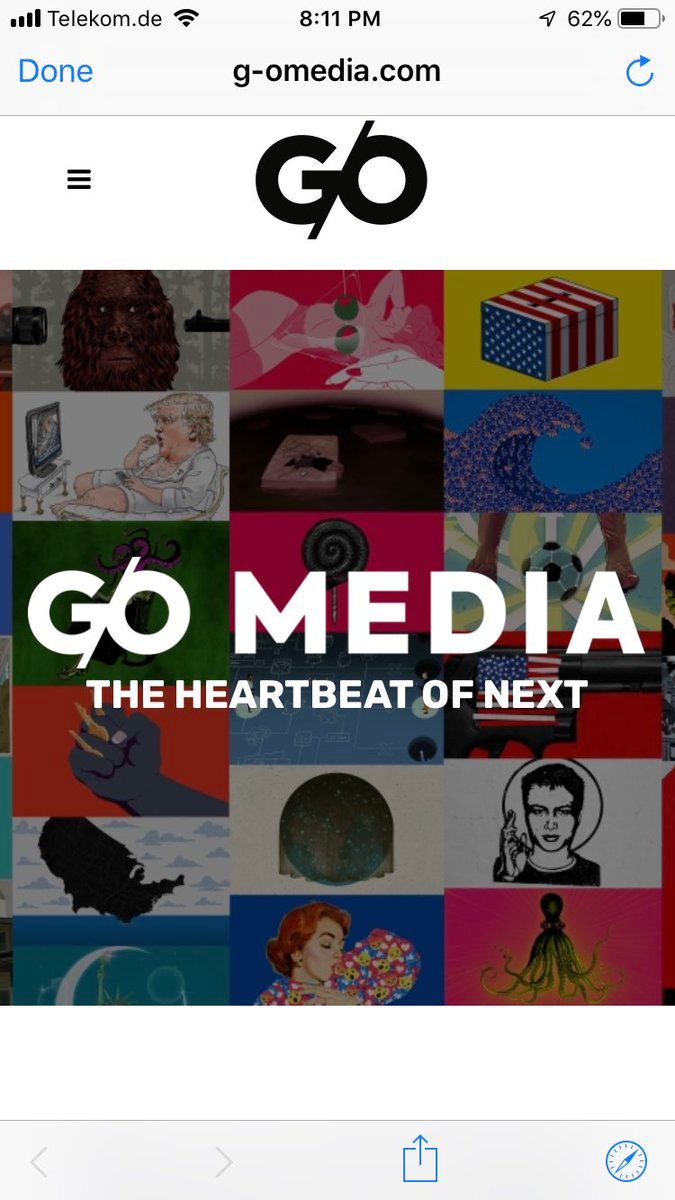 Telekom.de 8:11 PM 62%
Done g-omedia.com
G/O
G/O MEDIA
THE HEARTBEAT OF NEXT